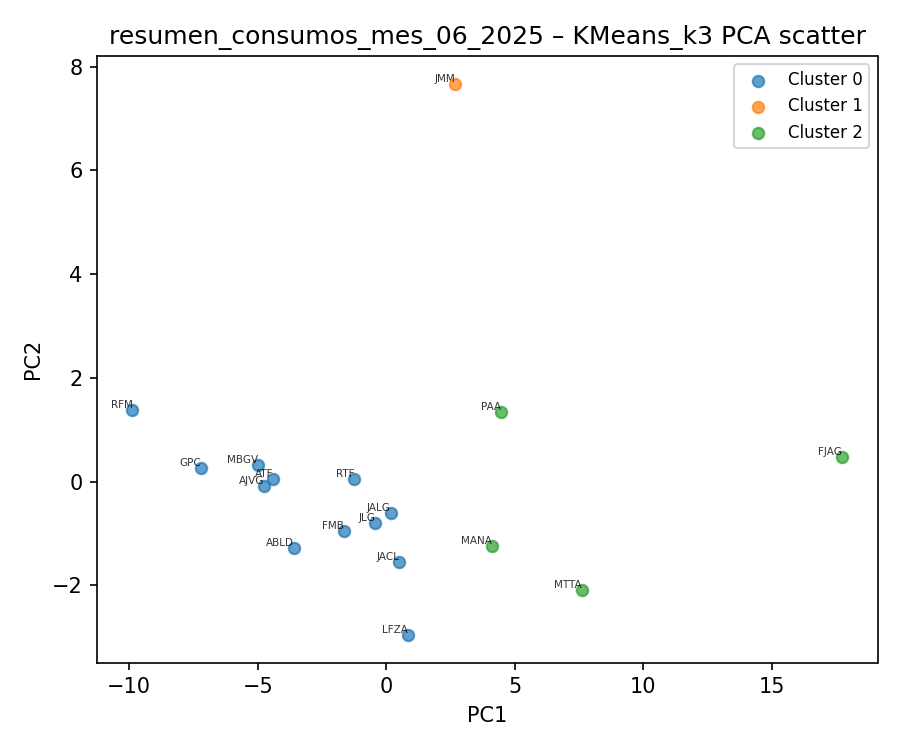 resumen_consumos_mes_06_2025 – KMeans_k3 PCA scatter
Cluster 0
Cluster 1
Cluster 2
8
6
4
2
0
−2
PC2
JMM
RFM
PAA
FJAG
GPC
MBGV
ATF
AJVG
RTF
JALG
JLG
FMB
ABLD
MANA
JACL
MTTA
LFZA
−10
−5
0
5
10
15
PC1